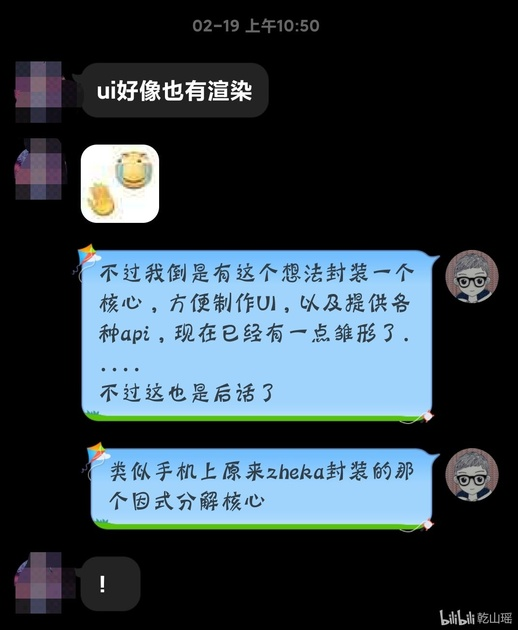 02-19 上午10:50
ui好像也有渲染
不过我倒是有这个想法封装一个
核心，方便制作UI，以及提供各
种api，现在已经有一点雏形了.
....
不过这也是后话了
类似手机上原来zheka封装的那
个因式分解核心
!
bilibili 乾山瑶